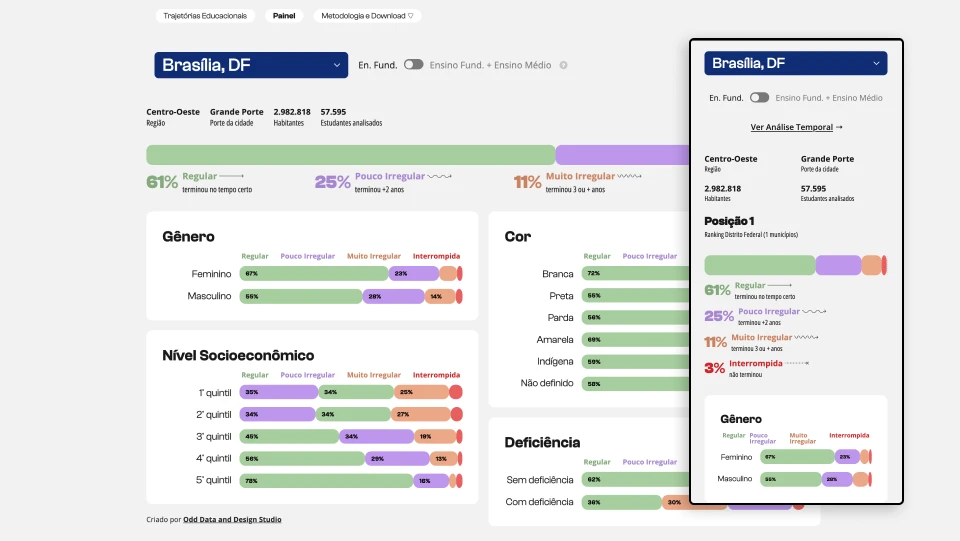 Trajetórias Educacionais
Painel
Metodologia e Download ▽
Brasília, DF
En. Fund.
Ensino Fund. + Ensino Médio
Centro-Oeste
Região
Grande Porte
Porte da cidade
2.982.818
Habitantes
57.595
Estudantes analisados
61% Regular
terminou no tempo certo
25% Pouco Irregular
terminou +2 anos
11% Muito Irregular
terminou 3 ou + anos
Gênero
Regular Pouco Irregular Muito Irregular Interrompida
Feminino 67% 23%
Masculino 55% 28% 14%
Nível Socioeconômico
Regular Pouco Irregular Muito Irregular Interrompida
1° quintil 35% 34% 25%
2° quintil 34% 34% 27%
3° quintil 45% 34% 19%
4° quintil 56% 29% 13%
5° quintil 78% 16%
Criado por Odd Data and Design Studio
Cor
Regular Pouco Irregular
Branca 72%
Preta 55%
Parda 56%
Amarela 69%
Indígena 59%
Não definido 58%
Deficiência
Regular Pouco Irregular
Sem deficiência 62%
Com deficiência 36% 30%
Brasília, DF
En. Fund.
Ensino Fund. + Ensino Médio
Ver Análise Temporal →
Centro-Oeste
Região
Grande Porte
Porte da cidade
2.982.818
Habitantes
57.595
Estudantes analisados
Posição 1
Ranking Distrito Federal (1 municípios)
61% Regular
terminou no tempo certo
25% Pouco Irregular
terminou +2 anos
11% Muito Irregular
terminou 3 ou + anos
3% Interrompida
não terminou
Gênero
Regular Pouco Irregular Muito Irregular Interrompida
Feminino 67% 23%
Masculino 55% 28%